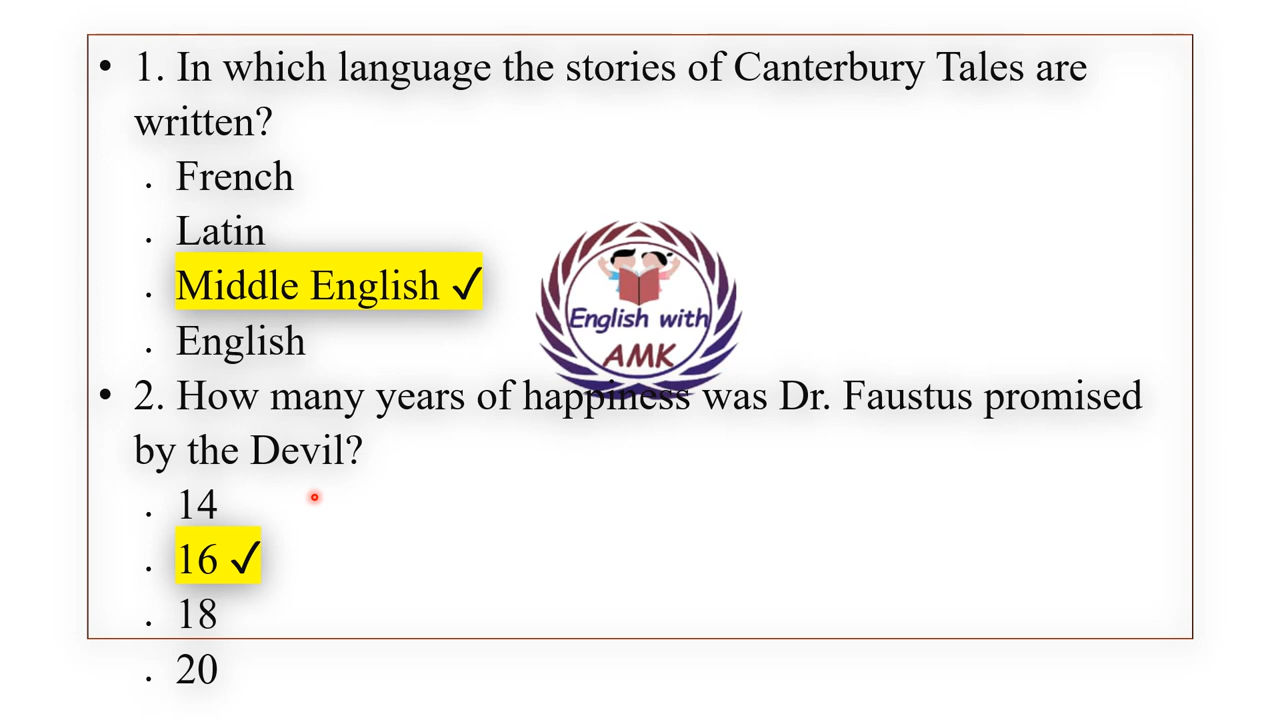 • 1. In which language the stories of Canterbury Tales are
written?
. French
. Latin
. Middle English ✓
. English
English with
AMK
• 2. How many years of happiness was Dr. Faustus promised
by the Devil?
. 14
. 16 ✓
. 18
. 20